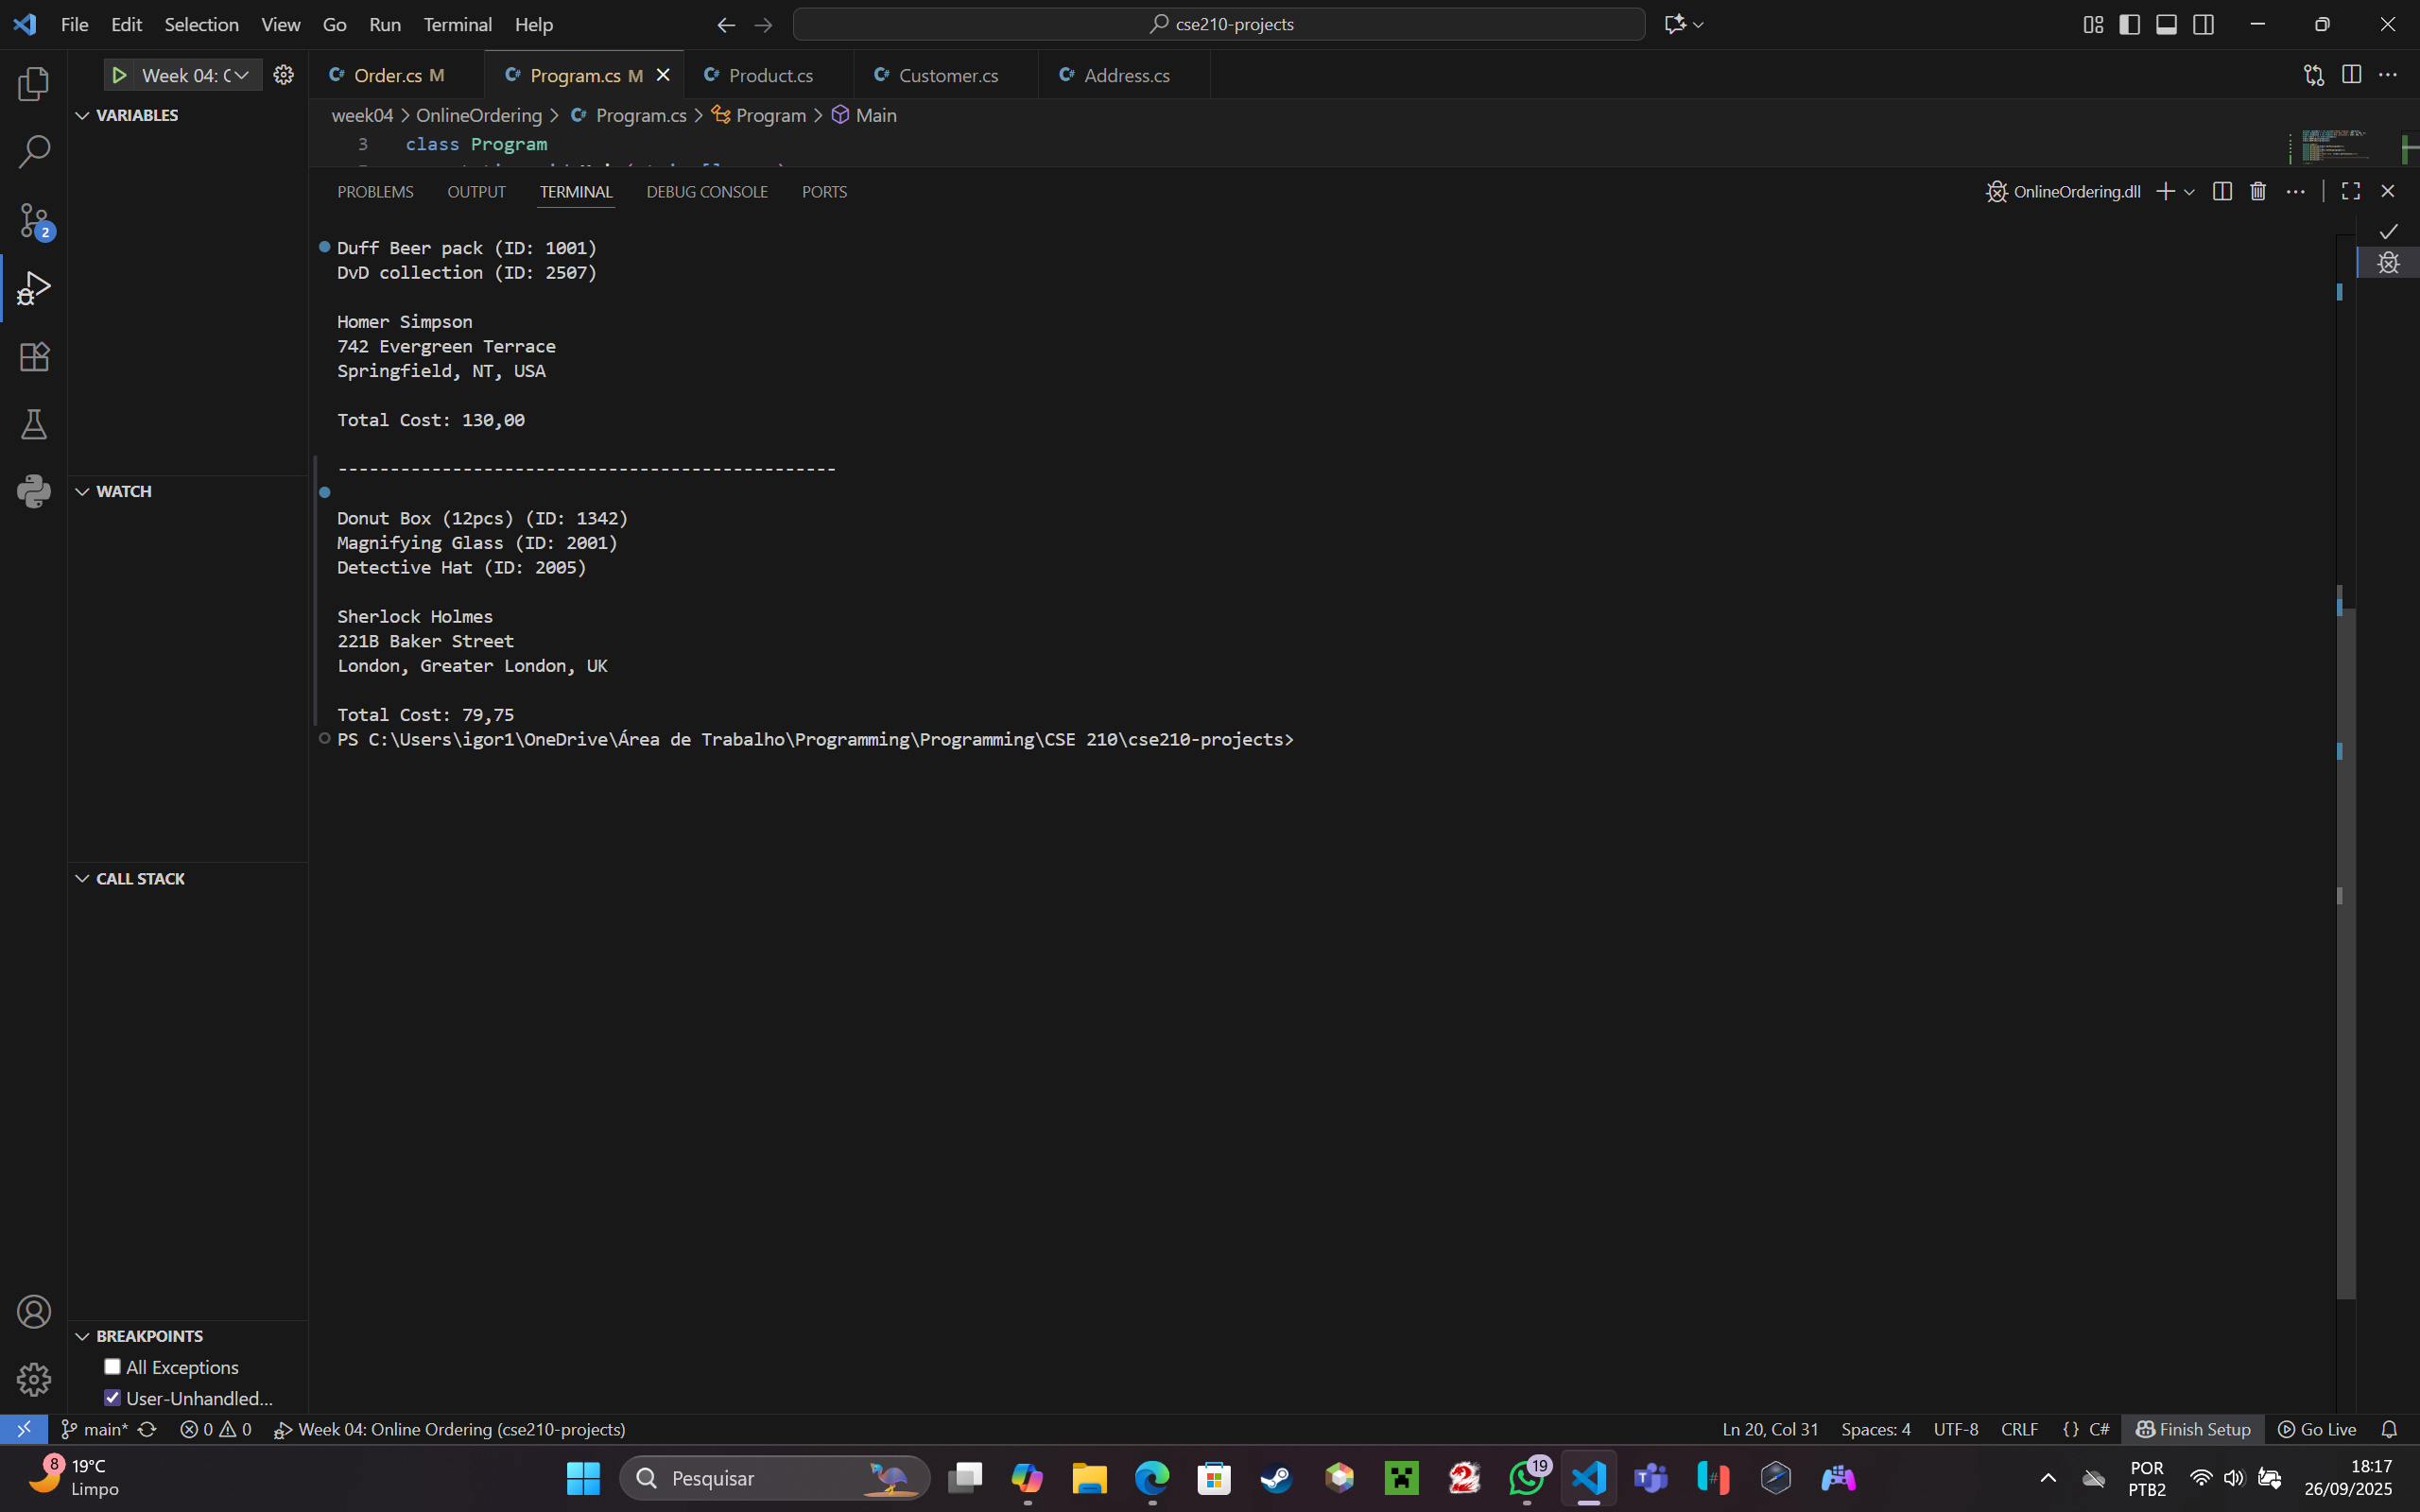 File Edit Selection View Go Run Terminal Help
cse210-projects
Week 04: C
Order.cs M
Program.cs M
Product.cs
Customer.cs
Address.cs
VARIABLES
week04 > OnlineOrdering > Program.cs > Program > Main
3 class Program
PROBLEMS OUTPUT TERMINAL DEBUG CONSOLE PORTS
OnlineOrdering.dll
Duff Beer pack (ID: 1001)
DvD collection (ID: 2507)
Homer Simpson
742 Evergreen Terrace
Springfield, NT, USA
Total Cost: 130,00
------------------------------------------------
Donut Box (12pcs) (ID: 1342)
Magnifying Glass (ID: 2001)
Detective Hat (ID: 2005)
Sherlock Holmes
221B Baker Street
London, Greater London, UK
Total Cost: 79,75
PS C:\Users\igor1\OneDrive\Área de Trabalho\Programming\Programming\CSE 210\cse210-projects>
2
WATCH
CALL STACK
BREAKPOINTS
All Exceptions
User-Unhandled...
main* 0 0 Week 04: Online Ordering (cse210-projects)
Ln 20, Col 31 Spaces: 4 UTF-8 CRLF {} C# Finish Setup Go Live
8
19°C
Limpo
Pesquisar
19
POR
PTB2
18:17
26/09/2025